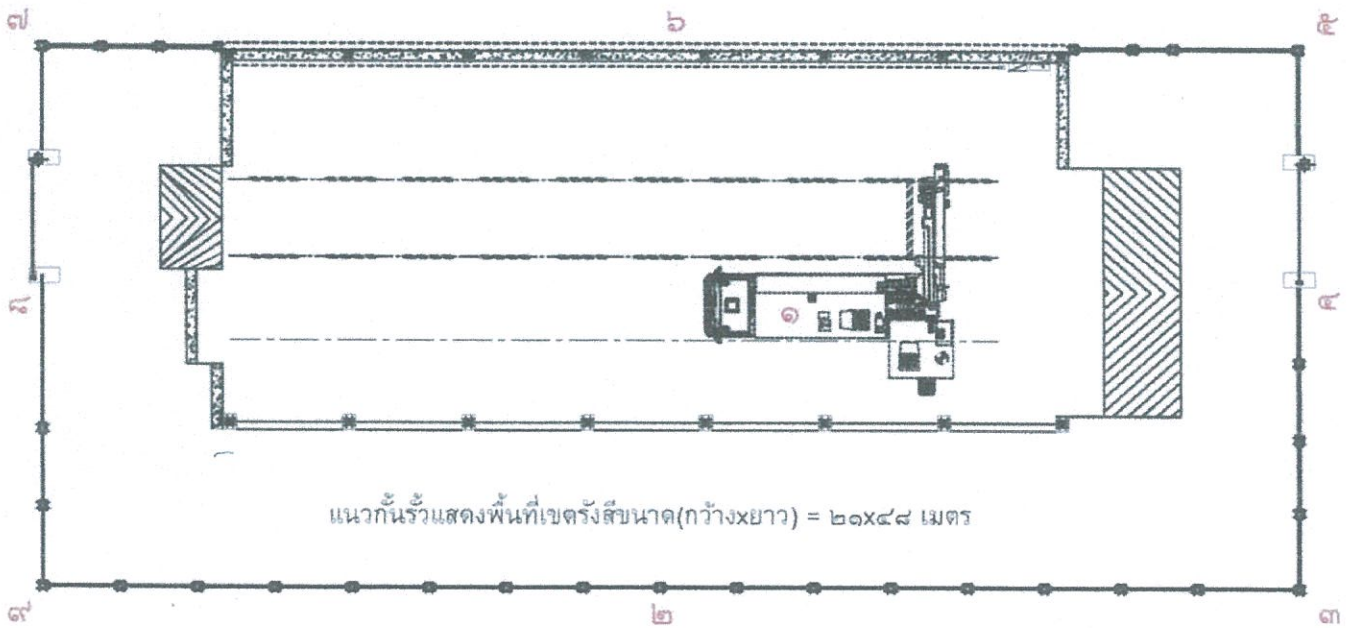 ๗ ๖ ๕
๘ ๑ ๔
แนวกั้นรั้วแสดงพื้นที่เขตรังสีขนาด(กว้างxยาว) = ๒๑x๔๘ เมตร
๙ ๒ ๓